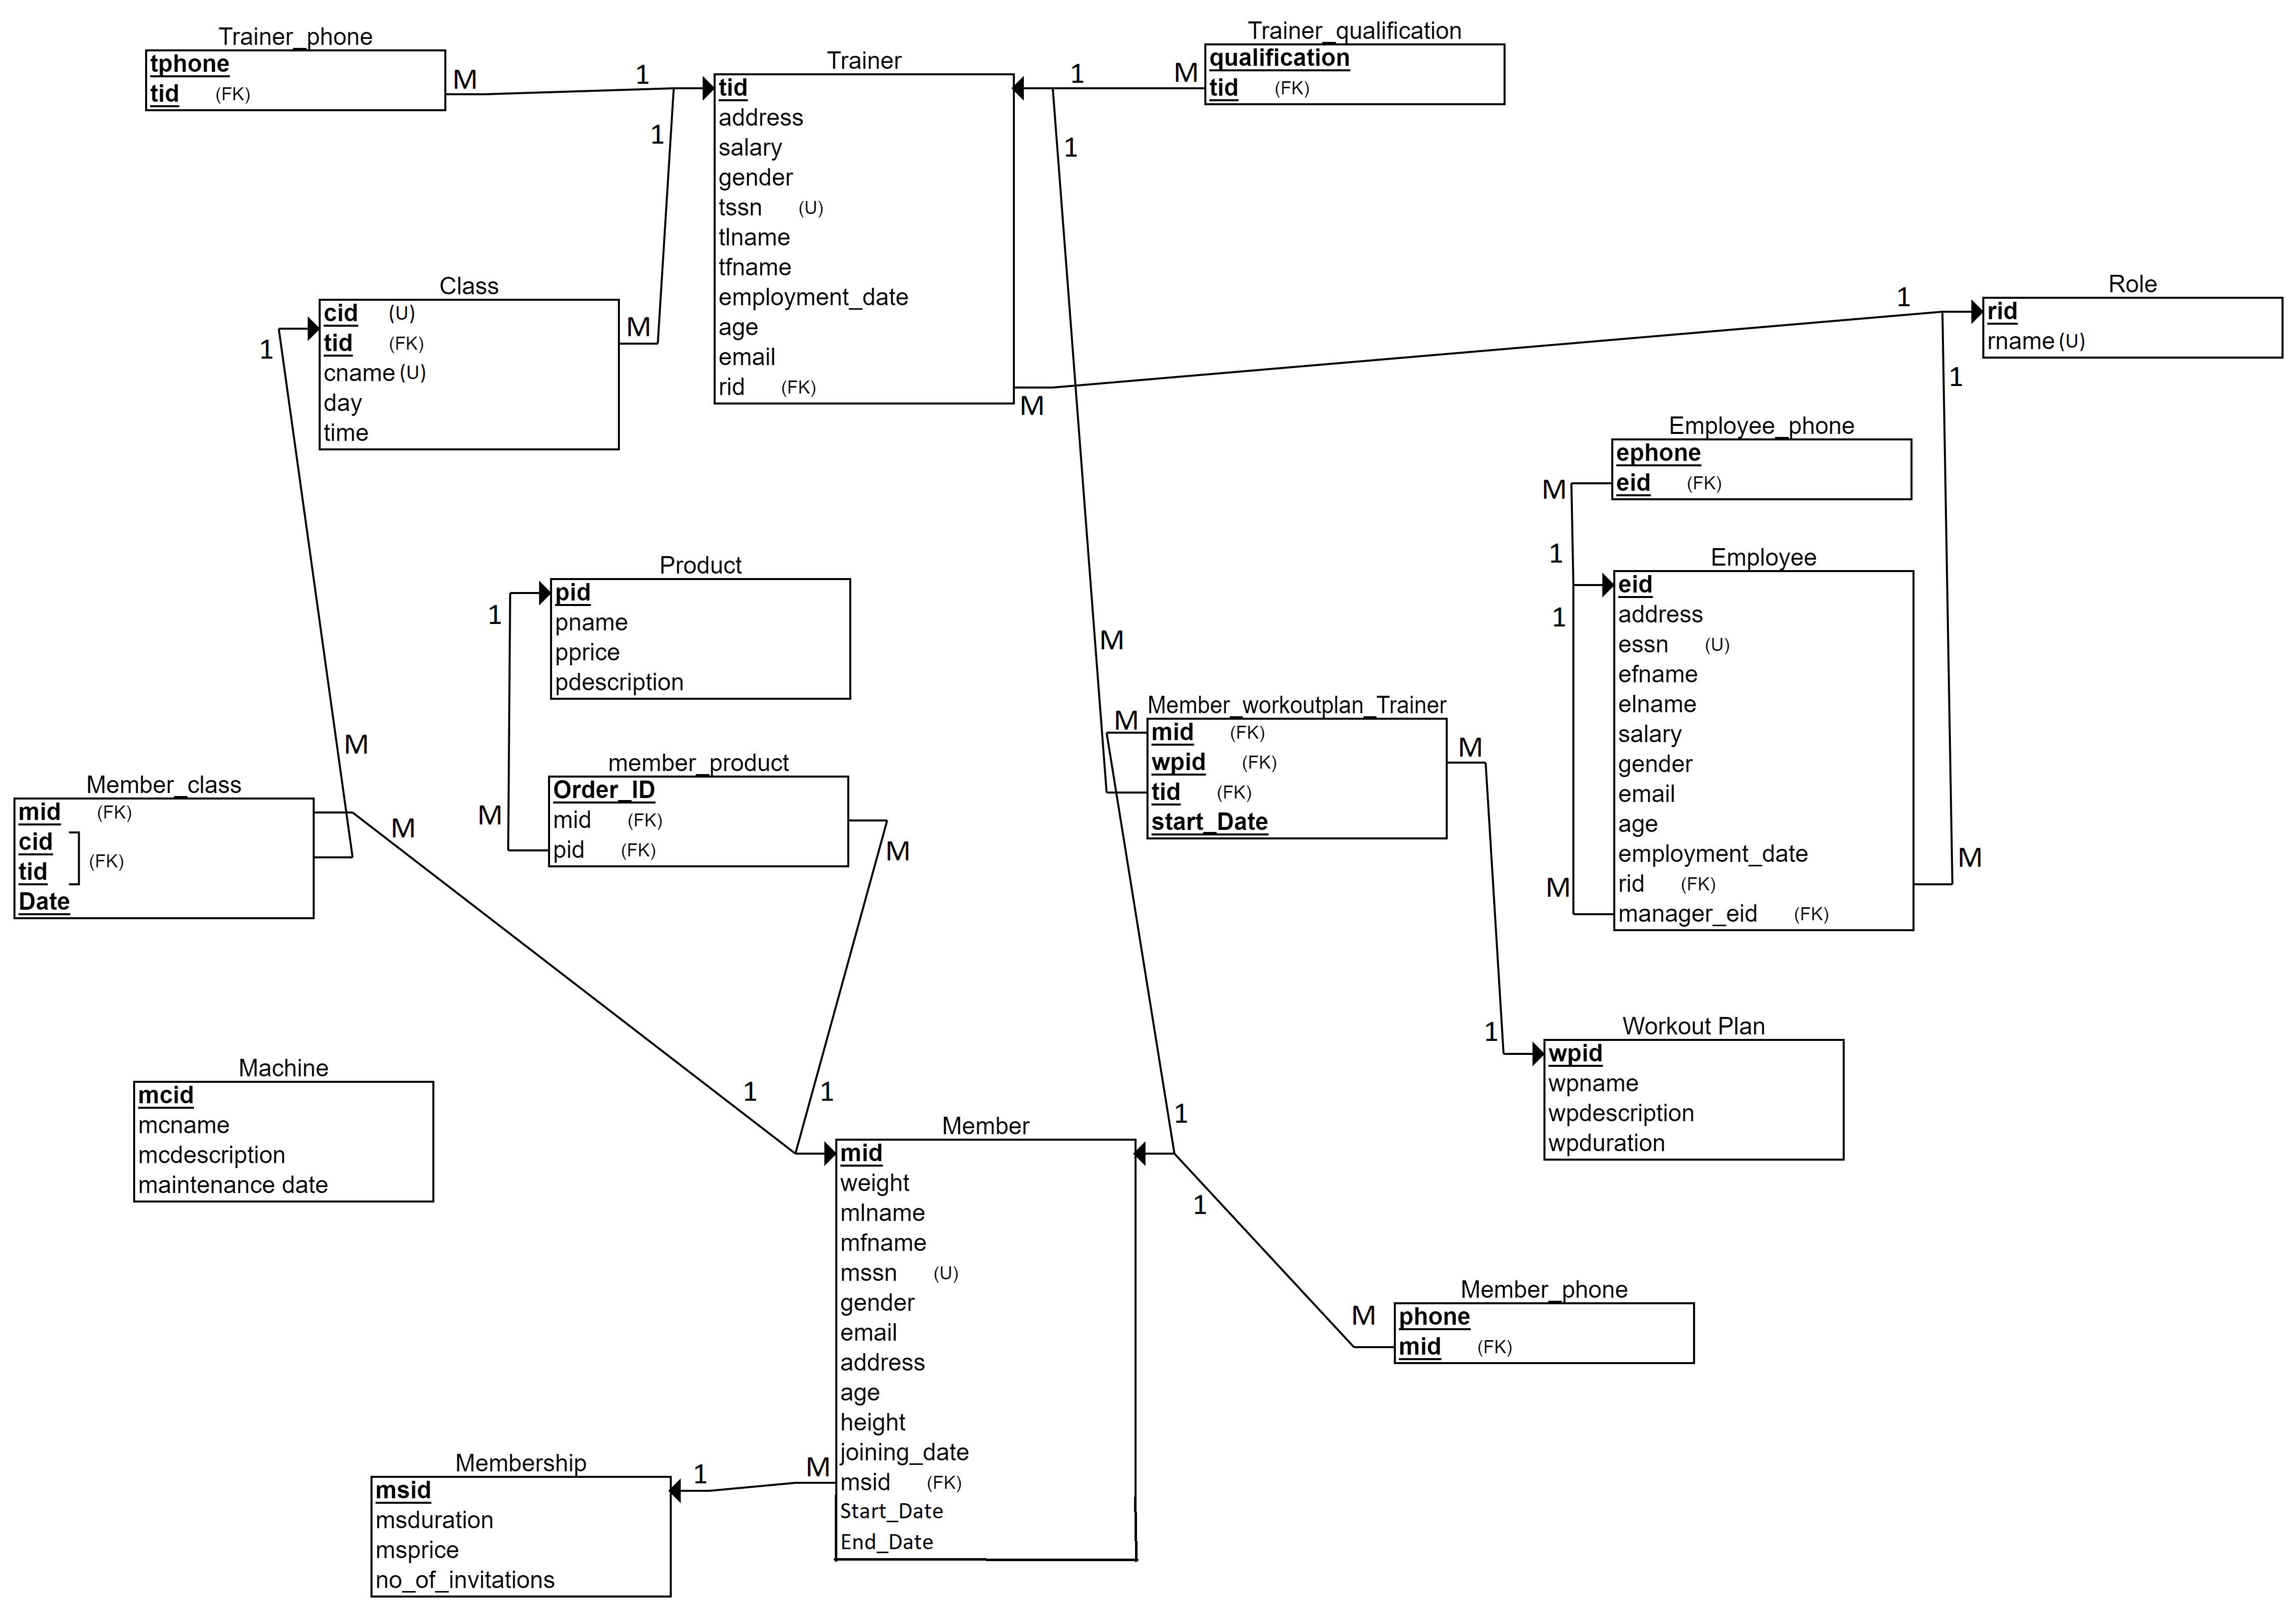 Trainer_phone
tphone
tid (FK)
M
1
1
Trainer
tid
address
salary
gender
tssn (U)
tlname
tfname
employment_date
age
email
rid (FK)
M
1
M
1
Trainer_qualification
qualification
tid (FK)
Class
cid (U)
tid (FK)
cname (U)
day
time
M
1
1
Role
rid
rname (U)
1
Employee_phone
ephone
eid (FK)
M
1
1
Employee
eid
address
essn (U)
efname
elname
salary
gender
email
age
employment_date
rid (FK)
manager_eid (FK)
M
M
Product
pid
pname
pprice
pdescription
1
M
member_product
Order_ID
mid (FK)
pid (FK)
M
M
M
Member_workoutplan_Trainer
mid (FK)
wpid (FK)
tid (FK)
start_Date
M
M
Member_class
mid (FK)
cid
(FK)
tid
Date
M
1
Workout Plan
wpid
wpname
wpdescription
wpduration
Machine
mcid
mcname
mcdescription
maintenance date
1
1
1
1
Member
mid
weight
mlname
mfname
mssn (U)
gender
email
address
age
height
joining_date
msid (FK)
Start_Date
End_Date
Member_phone
phone
mid (FK)
M
Membership
msid
msduration
msprice
no_of_invitations
1
M